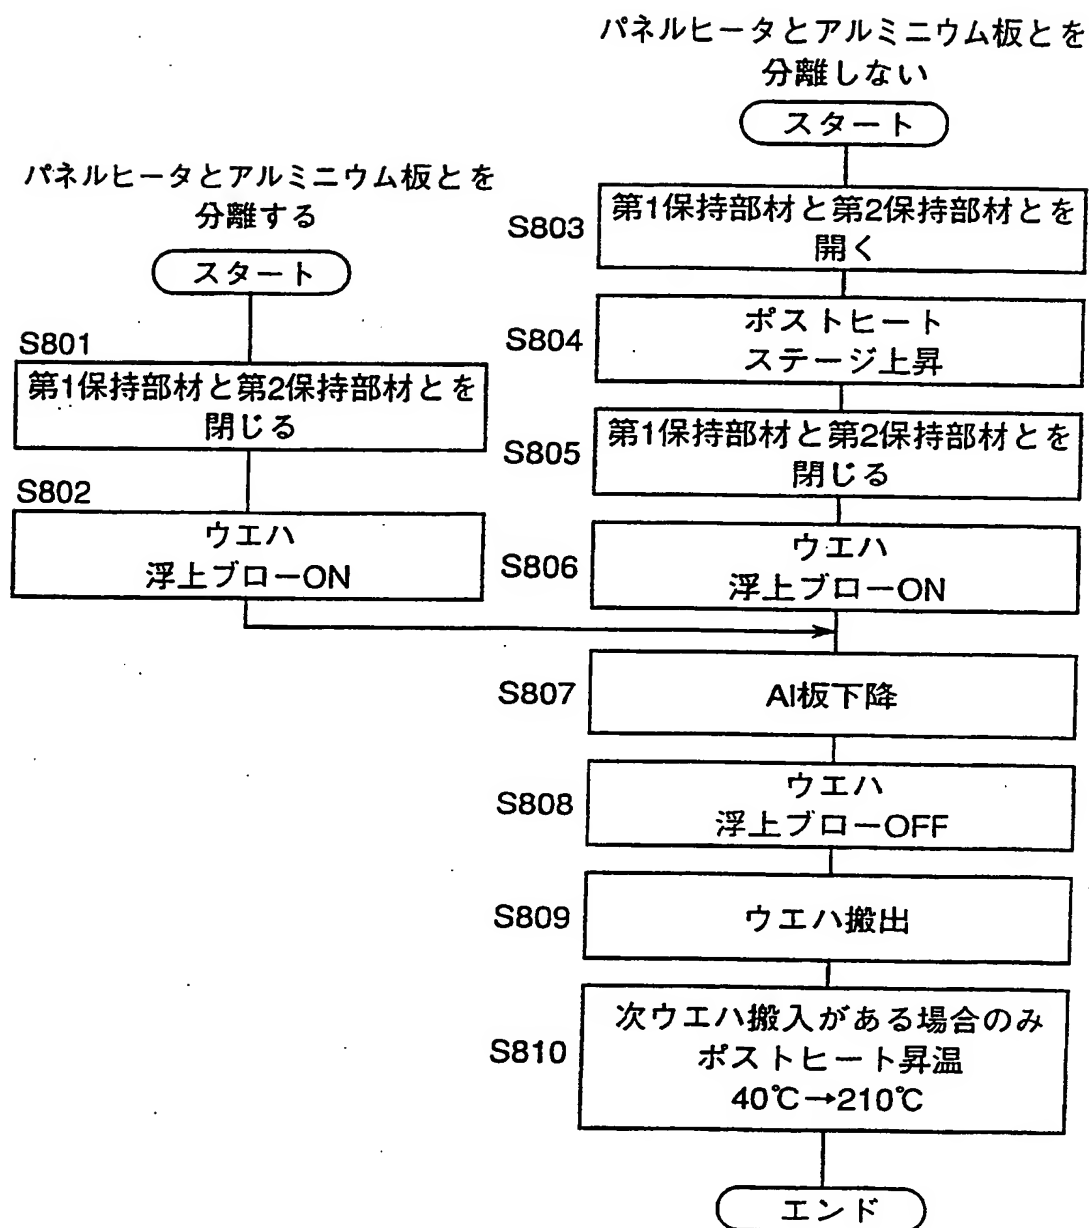 パネルヒータとアルミニウム板とを
分離しない
スタート
パネルヒータとアルミニウム板とを
分離する
スタート
S801
第1保持部材と第2保持部材とを
閉じる
S802
ウエハ
浮上ブローON
S803
第1保持部材と第2保持部材とを
開く
S804
ポストヒート
ステージ上昇
S805
第1保持部材と第2保持部材とを
閉じる
S806
ウエハ
浮上ブローON
S807
Al板下降
S808
ウエハ
浮上ブローOFF
S809
ウエハ搬出
S810
次ウエハ搬入がある場合のみ
ポストヒート昇温
40℃→210℃
エンド